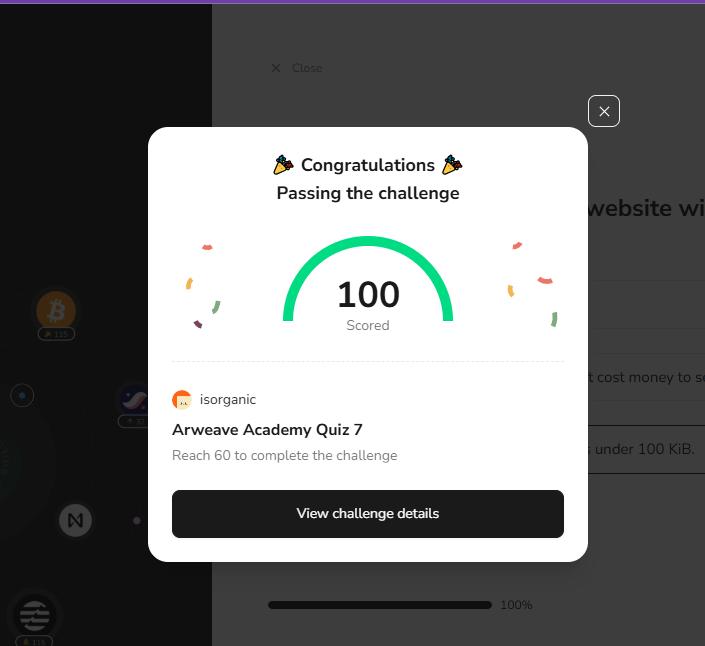 Close
Congratulations
Passing the challenge
website wi
100
Scored
115
t cost money to se
isorganic
Arweave Academy Quiz 7
Reach 60 to complete the challenge
s under 100 KiB.
View challenge details
100%